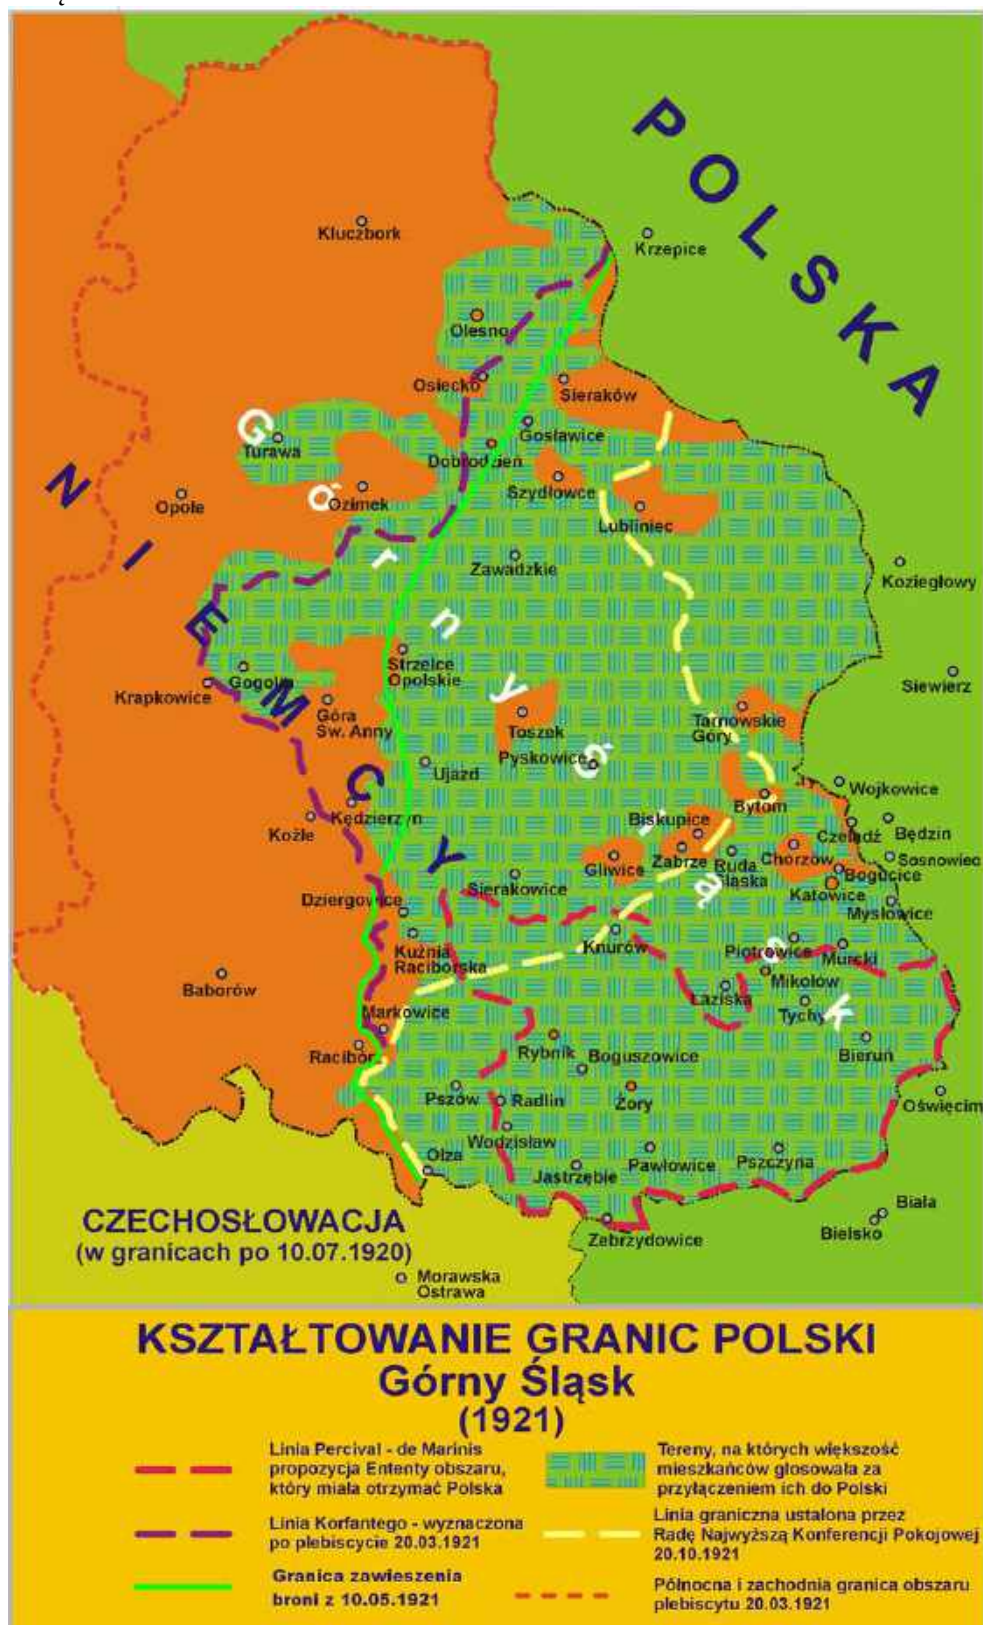 POLSKA
Kluczbork
Krzepice
Olesno
Osiecko
Sieraków
Gosławice
Turawa
Dobrodzień
Ozimek
Szydłowce
Opole
Lubliniec
NIEMCY
Górny Śląsk
Zawadzkie
Koziegłowy
Strzelce
Opolskie
Gogolin
Siewierz
Krapkowice
Góra
Św. Anny
Toszek
Tarnowskie
Góry
Pyskowice
Ujazd
Wojkowice
Bytom
Kędzierzyn
Koźle
Biskupice
Czeladź
Będzin
Zabrze
Ruda
Śląska
Chorzów
Sosnowiec
Gliwice
Bogucice
Sierakowice
Katowice
Dziergowice
Mysłowice
Kuźnia
Raciborska
Knurów
Piotrowice
Murcki
Baborów
Mikołów
Łaziska
Tychy
Markowice
Racibór
Rybnik
Boguszowice
Bieruń
Pszów
Radlin
Żory
Oświęcim
Wodzisław
Olza
Jastrzębie
Pawłowice
Pszczyna
CZECHOSŁOWACJA
(w granicach po 10.07.1920)
Zebrzydowice
Biała
Bielsko
Morawska
Ostrawa
KSZTAŁTOWANIE GRANIC POLSKI
Górny Śląsk
(1921)
Linia Percival - de Marinis
propozycja Ententy obszaru,
który miała otrzymać Polska
Tereny, na których większość
mieszkańców głosowała za
przyłączeniem ich do Polski
Linia Korfantego - wyznaczona
po plebiscycie 20.03.1921
Linia graniczna ustalona przez
Radę Najwyższą Konferencji Pokojowej
20.10.1921
Granica zawieszenia
broni z 10.05.1921
Północna i zachodnia granica obszaru
plebiscytu 20.03.1921